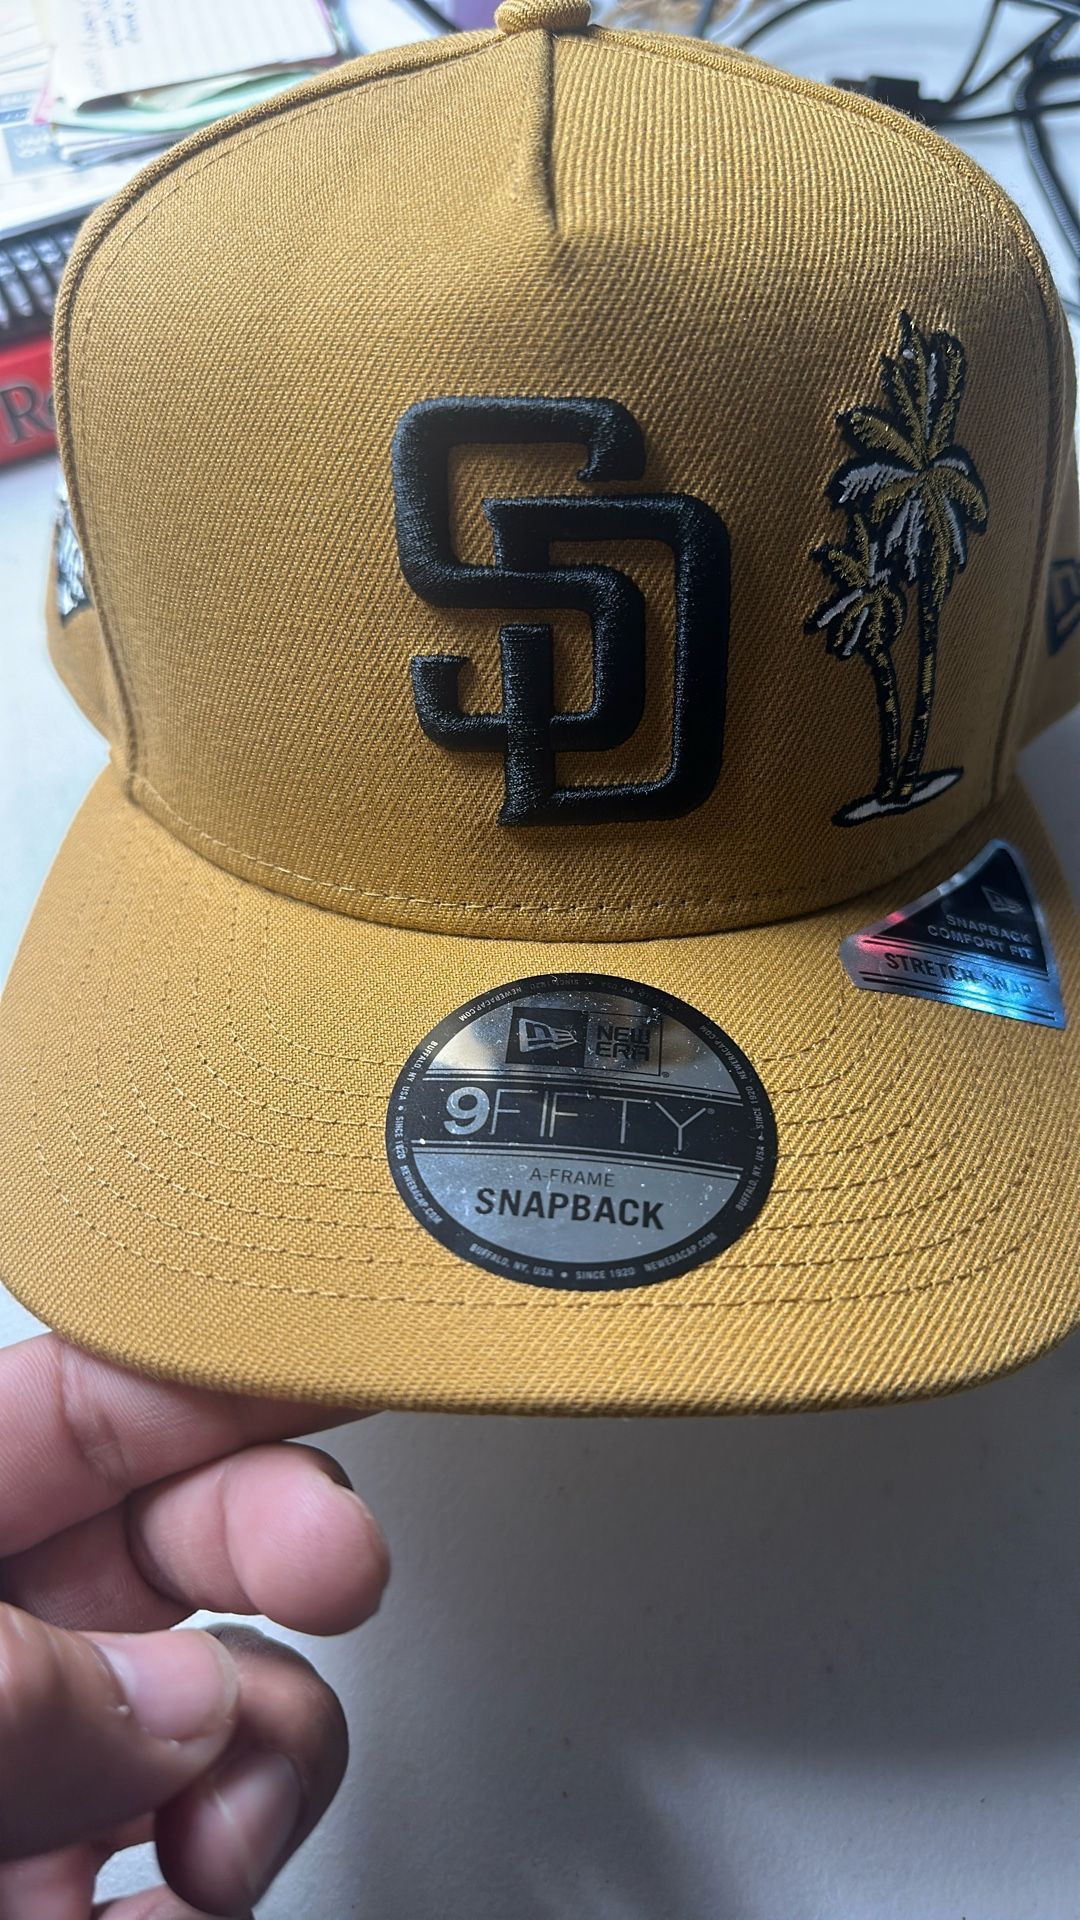 SD
SNAPBACK
COMFORT FIT
STRETCH-SNAP
NEW
ERA
9FIFTY
A-FRAME
SNAPBACK
BUFFALO, NY, USA • SINCE 1920 NEWERACAP.COM